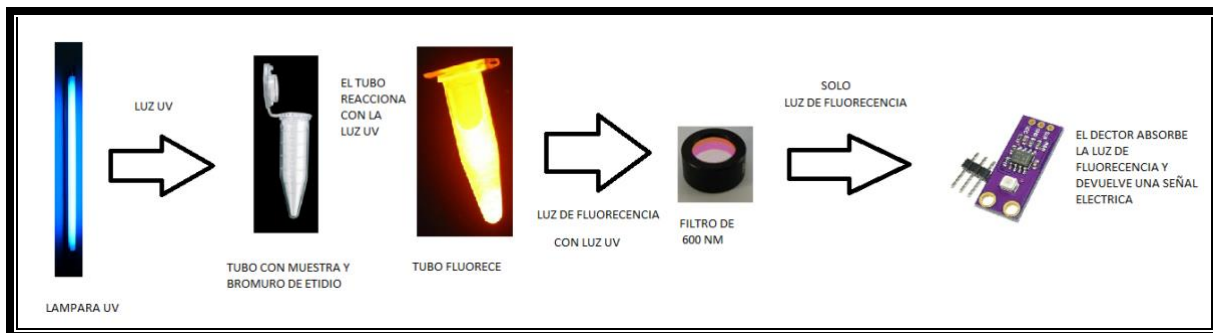 LUZ UV
EL TUBO
REACCIONA
CON LA
LUZ UV
SOLO
LUZ DE FLUORECENCIA
EL DECTOR ABSORBE
LA LUZ DE
FLUORECENCIA Y
DEVUELVE UNA SEÑAL
ELECTRICA
LUZ DE FLUORECENCIA
CON LUZ UV
FILTRO DE
600 NM
TUBO CON MUESTRA Y
BROMURO DE ETIDIO
TUBO FLUORECE
LAMPARA UV